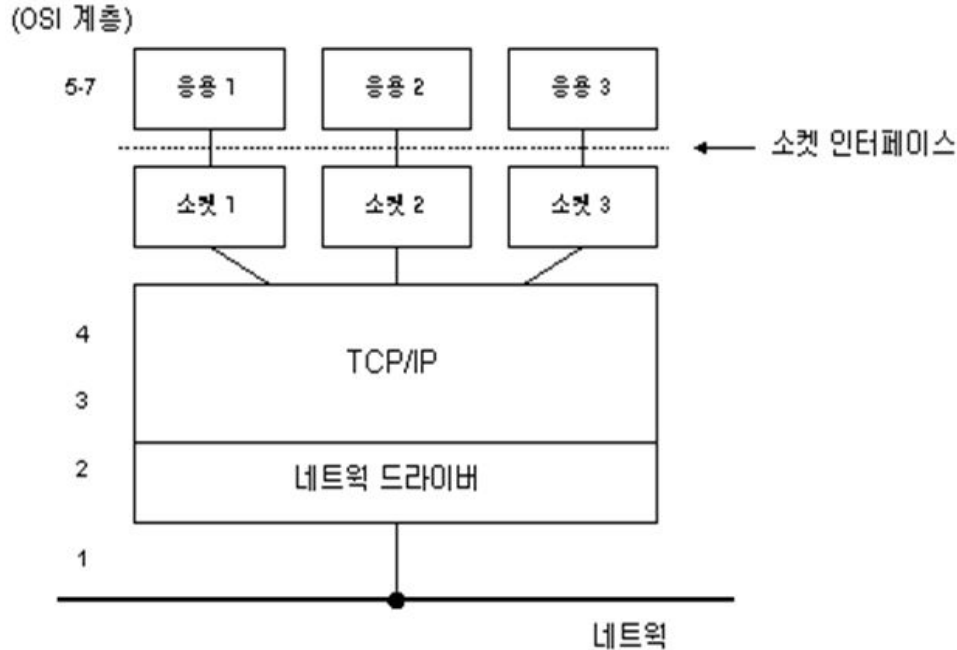 (OSI 계층)
5-7
응용 1
응용 2
응용 3
소켓 인터페이스
소켓 1
소켓 2
소켓 3
4
TCP/IP
3
2
네트웍 드라이버
1
네트웍